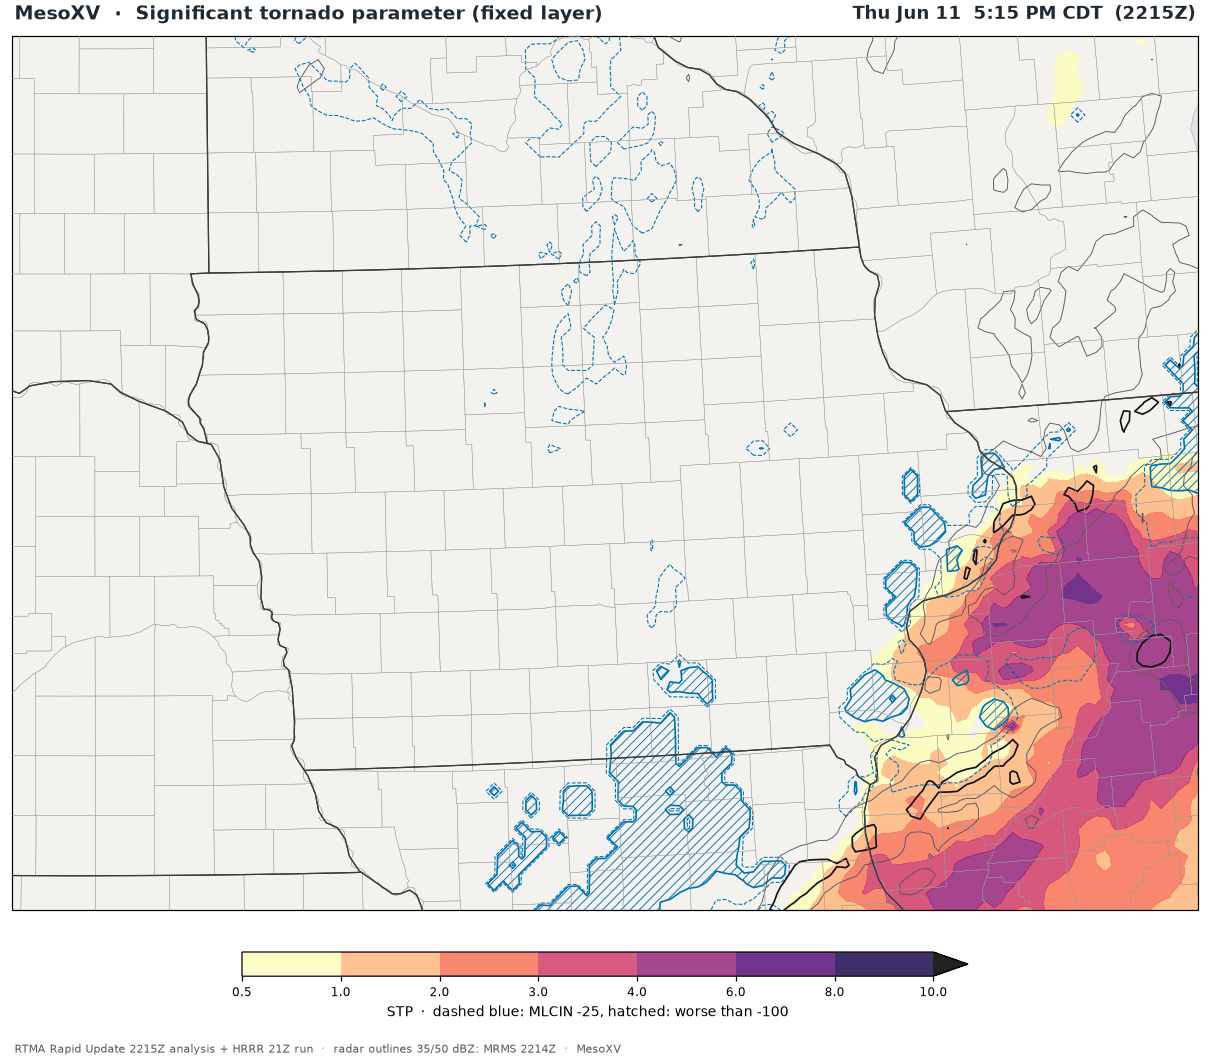 MesoXV · Significant tornado parameter (fixed layer)
Thu Jun 11 5:15 PM CDT (2215Z)
0.5 1.0 2.0 3.0 4.0 6.0 8.0 10.0
STP · dashed blue: MLCIN -25, hatched: worse than -100
RTMA Rapid Update 2215Z analysis + HRRR 21Z run · radar outlines 35/50 dBZ: MRMS 2214Z · MesoXV